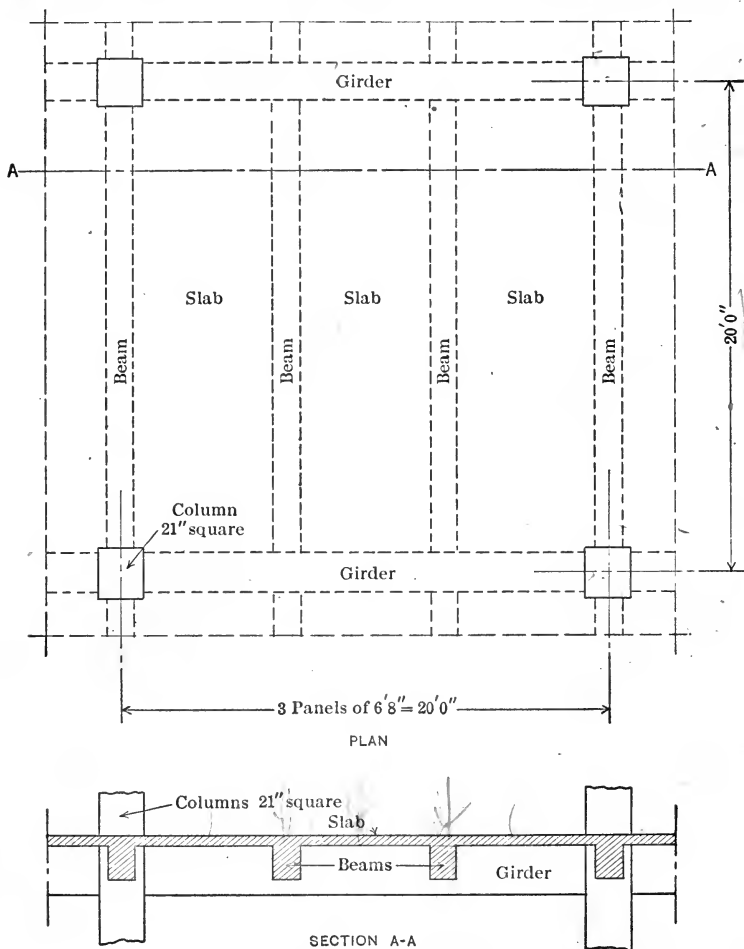 Girder
A
A
Slab
Slab
Slab
Beam
Beam
Beam
Beam
20'0"
Column
21" square
Girder
3 Panels of 6'8" = 20'0"
PLAN
Columns 21" square
Slab
Beams
Girder
SECTION A-A